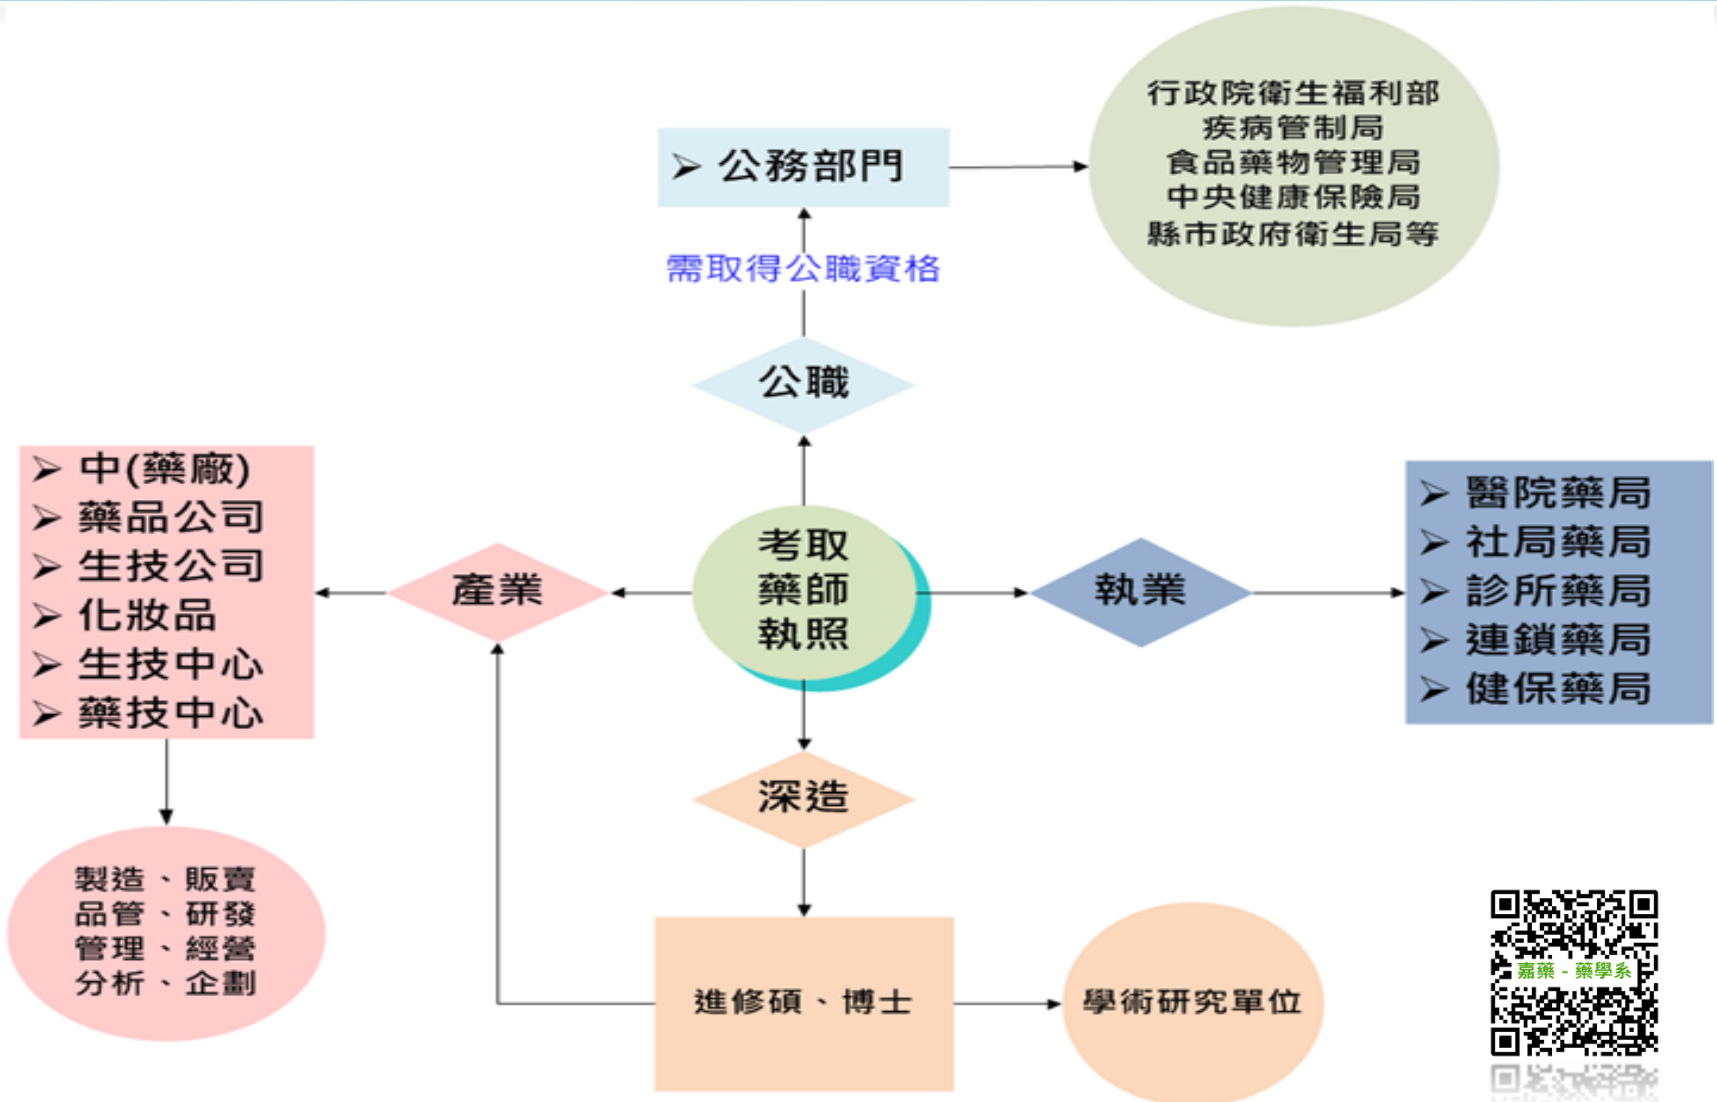 行政院衛生福利部
疾病管制局
食品藥物管理局
中央健康保險局
縣市政府衛生局等
➢ 公務部門
需取得公職資格
公職
➢ 中(藥廠)
➢ 藥品公司
➢ 生技公司
➢ 化妝品
➢ 生技中心
➢ 藥技中心
產業
考取
藥師
執照
執業
➢ 醫院藥局
➢ 社局藥局
➢ 診所藥局
➢ 連鎖藥局
➢ 健保藥局
深造
製造、販賣
品管、研發
管理、經營
分析、企劃
進修碩、博士
學術研究單位
嘉藥 - 藥學系